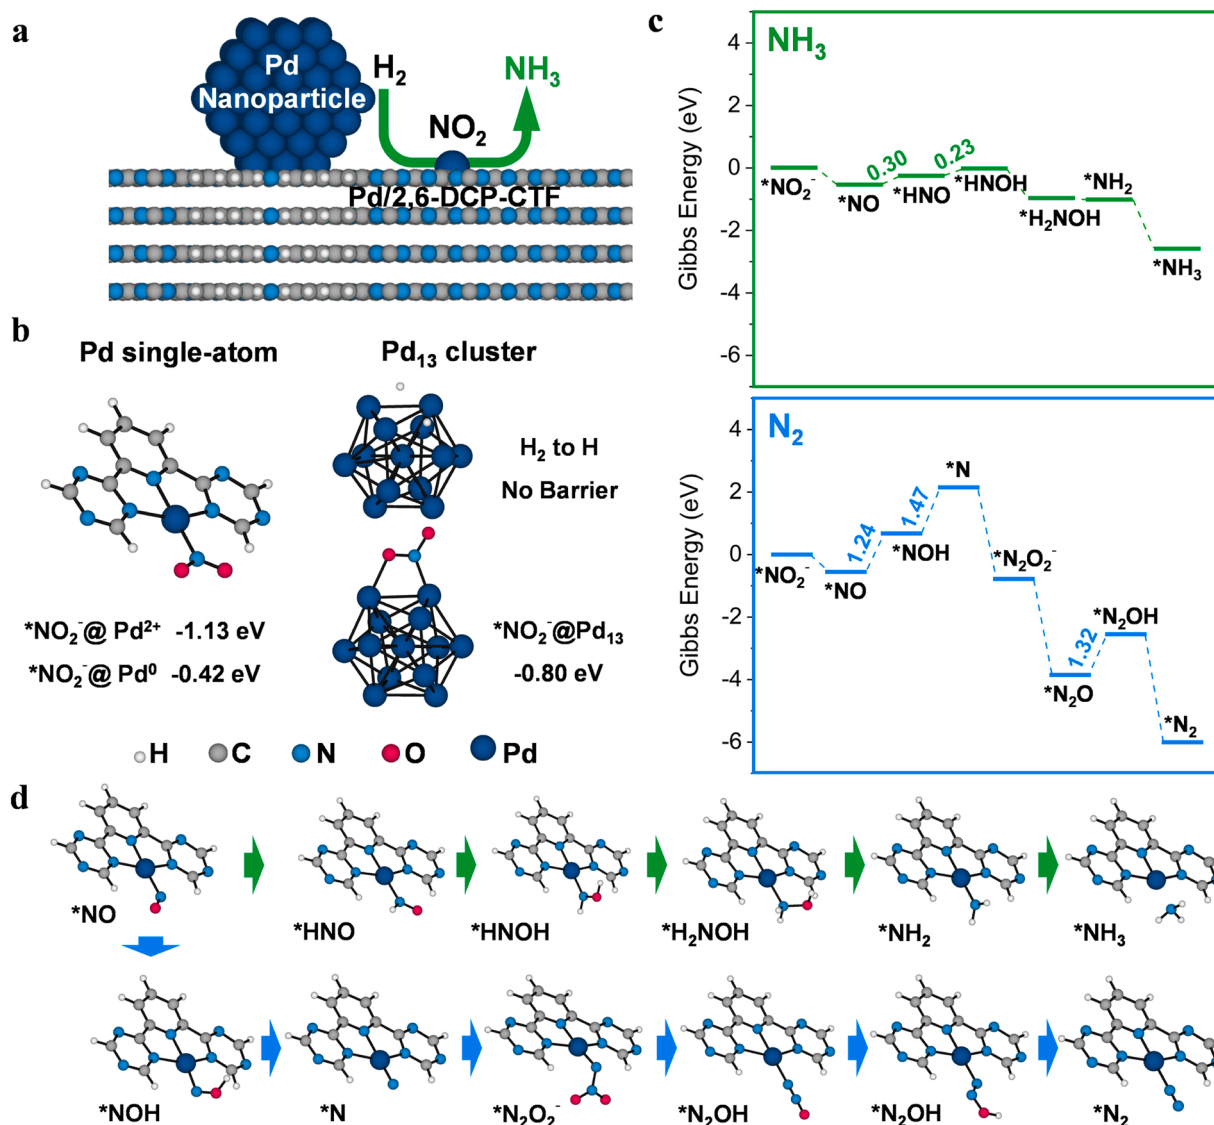 a
Pd
Nanoparticle
H₂
NH₃
NO₂
Pd/2,6-DCP-CTF
b
Pd single-atom
Pd₁₃ cluster
H₂ to H
No Barrier
*NO₂⁻@ Pd²⁺ -1.13 eV
*NO₂⁻@ Pd⁰ -0.42 eV
*NO₂⁻@Pd₁₃
-0.80 eV
H C N O Pd
c
NH₃
Gibbs Energy (eV)
4
2
0
-2
-4
-6
*NO₂⁻
*NO
0.30
*HNO
0.23
*HNOH
*H₂NOH
*NH₂
*NH₃
N₂
Gibbs Energy (eV)
4
2
0
-2
-4
-6
*NO₂⁻
*NO
1.24
*NOH
1.47
*N
*N₂O₂⁻
*N₂O
1.32
*N₂OH
*N₂
d
*NO
*HNO
*HNOH
*H₂NOH
*NH₂
*NH₃
*NOH
*N
*N₂O₂⁻
*N₂OH
*N₂OH
*N₂